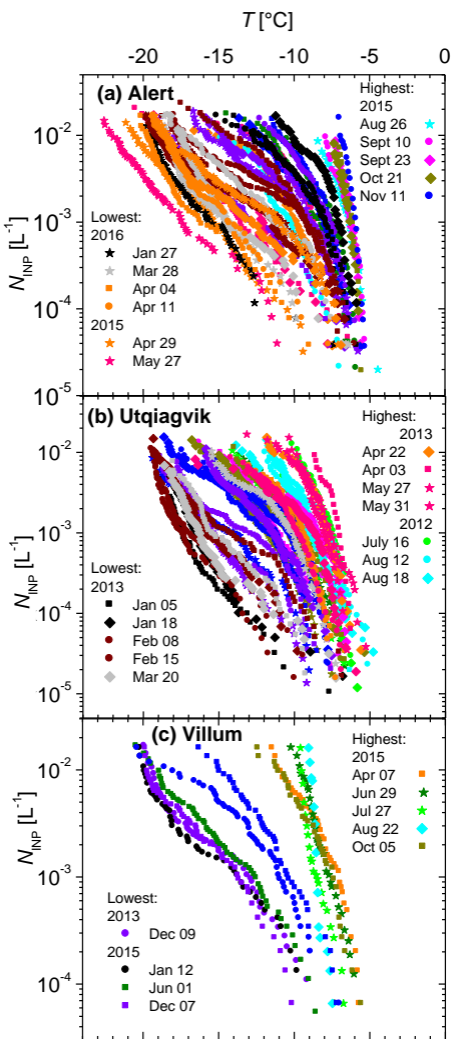 T [°C]
-20 -15 -10 -5 0
(a) Alert
Highest:
2015
Aug 26
Sept 10
Sept 23
Oct 21
Nov 11
Lowest:
2016
Jan 27
Mar 28
Apr 04
Apr 11
2015
Apr 29
May 27
N_INP [L⁻¹]
10⁻²
10⁻³
10⁻⁴
10⁻⁵
(b) Utqiagvik
Highest:
2013
Apr 22
Apr 03
May 27
May 31
2012
July 16
Aug 12
Aug 18
Lowest:
2013
Jan 05
Jan 18
Feb 08
Feb 15
Mar 20
N_INP [L⁻¹]
10⁻²
10⁻³
10⁻⁴
10⁻⁵
(c) Villum
Highest:
2015
Apr 07
Jun 29
Jul 27
Aug 22
Oct 05
Lowest:
2013
Dec 09
2015
Jan 12
Jun 01
Dec 07
N_INP [L⁻¹]
10⁻²
10⁻³
10⁻⁴